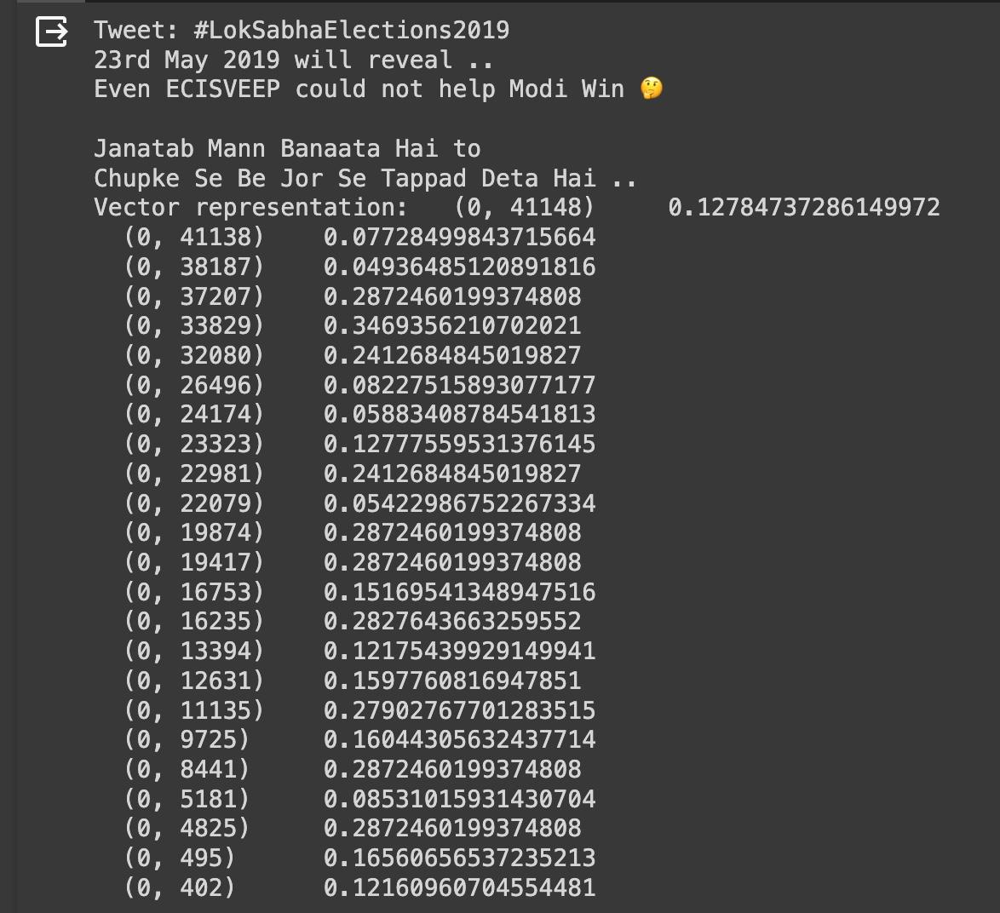 Tweet: #LokSabhaElections2019
23rd May 2019 will reveal ..
Even ECISVEEP could not help Modi Win 🤔
Janatab Mann Banaata Hai to
Chupke Se Be Jor Se Tappad Deta Hai ..
Vector representation: (0, 41148) 0.12784737286149972
(0, 41138) 0.07728499843715664
(0, 38187) 0.04936485120891816
(0, 37207) 0.2872460199374808
(0, 33829) 0.3469356210702021
(0, 32080) 0.2412684845019827
(0, 26496) 0.08227515893077177
(0, 24174) 0.05883408784541813
(0, 23323) 0.12777559531376145
(0, 22981) 0.2412684845019827
(0, 22079) 0.05422986752267334
(0, 19874) 0.2872460199374808
(0, 19417) 0.2872460199374808
(0, 16753) 0.15169541348947516
(0, 16235) 0.2827643663259552
(0, 13394) 0.12175439929149941
(0, 12631) 0.1597760816947851
(0, 11135) 0.27902767701283515
(0, 9725) 0.16044305632437714
(0, 8441) 0.2872460199374808
(0, 5181) 0.08531015931430704
(0, 4825) 0.2872460199374808
(0, 495) 0.16560656537235213
(0, 402) 0.12160960704554481